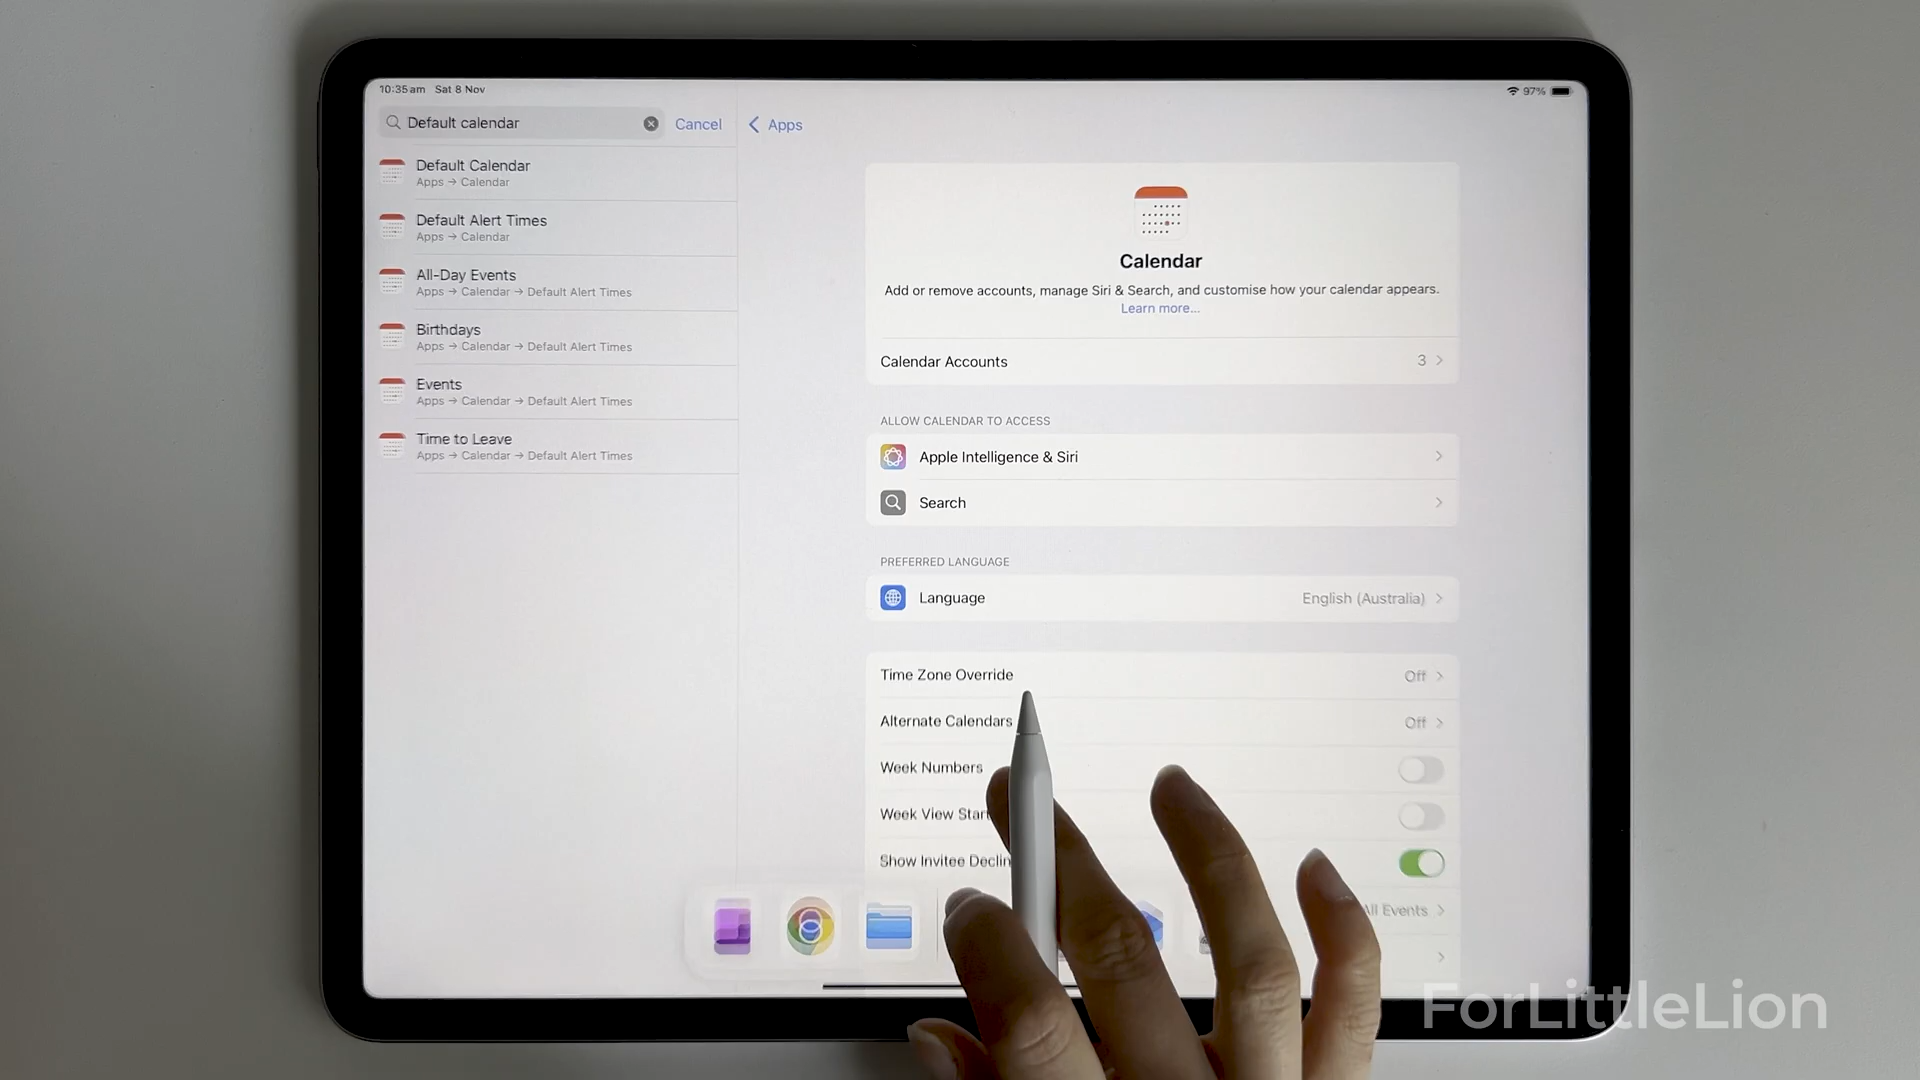 10:35am Sat 8 Nov
97%
Default calendar
Cancel
Default Calendar
Apps → Calendar
Default Alert Times
Apps → Calendar
All-Day Events
Apps → Calendar → Default Alert Times
Birthdays
Apps → Calendar → Default Alert Times
Events
Apps → Calendar → Default Alert Times
Time to Leave
Apps → Calendar → Default Alert Times
Apps
Calendar
Add or remove accounts, manage Siri & Search, and customise how your calendar appears.
Learn more...
Calendar Accounts 3
ALLOW CALENDAR TO ACCESS
Apple Intelligence & Siri
Search
PREFERRED LANGUAGE
Language English (Australia)
Time Zone Override Off
Alternate Calendars Off
Week Numbers
Week View Start
Show Invitee Declin
All Events
ForLittleLion